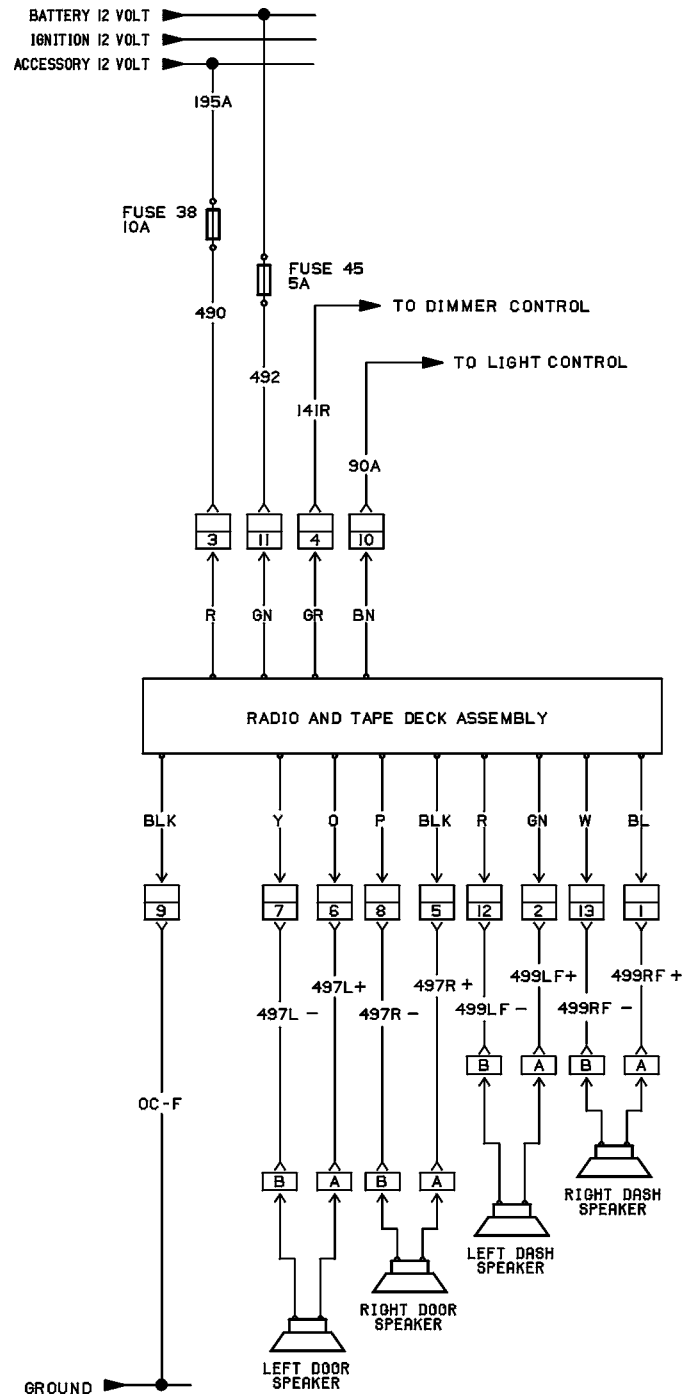 BATTERY 12 VOLT
IGNITION 12 VOLT
ACCESSORY 12 VOLT
195A
FUSE 38
10A
FUSE 45
5A
490
TO DIMMER CONTROL
492
TO LIGHT CONTROL
141R
90A
3 11 4 10
R GN GR BN
RADIO AND TAPE DECK ASSEMBLY
BLK Y O P BLK R GN W BL
9 7 6 8 5 12 2 13 1
497L+ 497R+ 499LF+ 499RF+
497L - 497R - 499LF - 499RF -
B A B A
OC-F
B A B A
RIGHT DASH
SPEAKER
LEFT DASH
SPEAKER
RIGHT DOOR
SPEAKER
LEFT DOOR
SPEAKER
GROUND